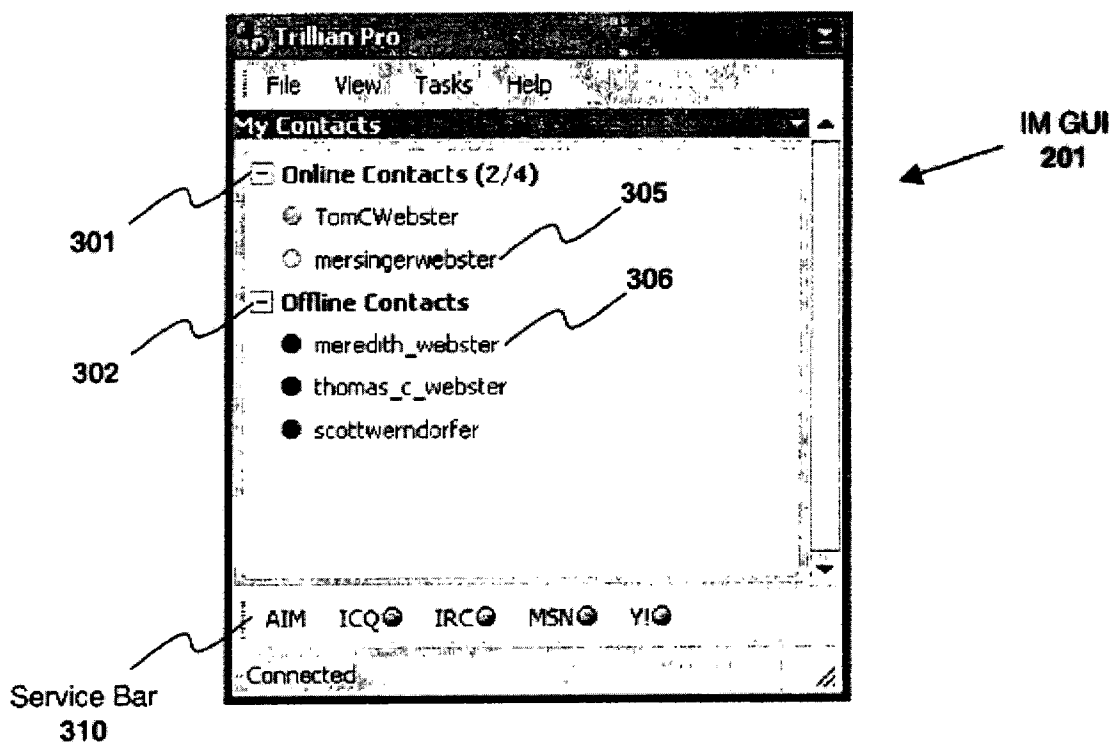 Trillian Pro
File View Tasks Help
My Contacts
IM GUI
201
Online Contacts (2/4)
305
TomCWebster
301
mersingerwebster
306
Offline Contacts
302
meredith_webster
thomas_c_webster
scottwerndorfer
AIM ICQ IRC MSN Y!
Connected
Service Bar
310